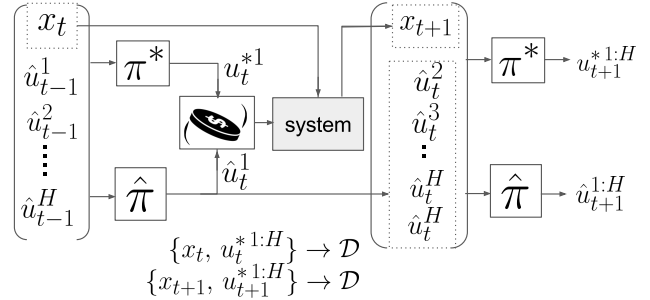 x_t
û^1_{t-1}
û^2_{t-1}
û^H_{t-1}
π*
π̂
u^{*1}_t
$
û^1_t
system
x_{t+1}
û^2_t
û^3_t
û^H_t
û^H_t
π*
π̂
u^{*1:H}_{t+1}
û^{1:H}_{t+1}
{x_t, u^{*1:H}_t} → 𝒟
{x_{t+1}, u^{*1:H}_{t+1}} → 𝒟